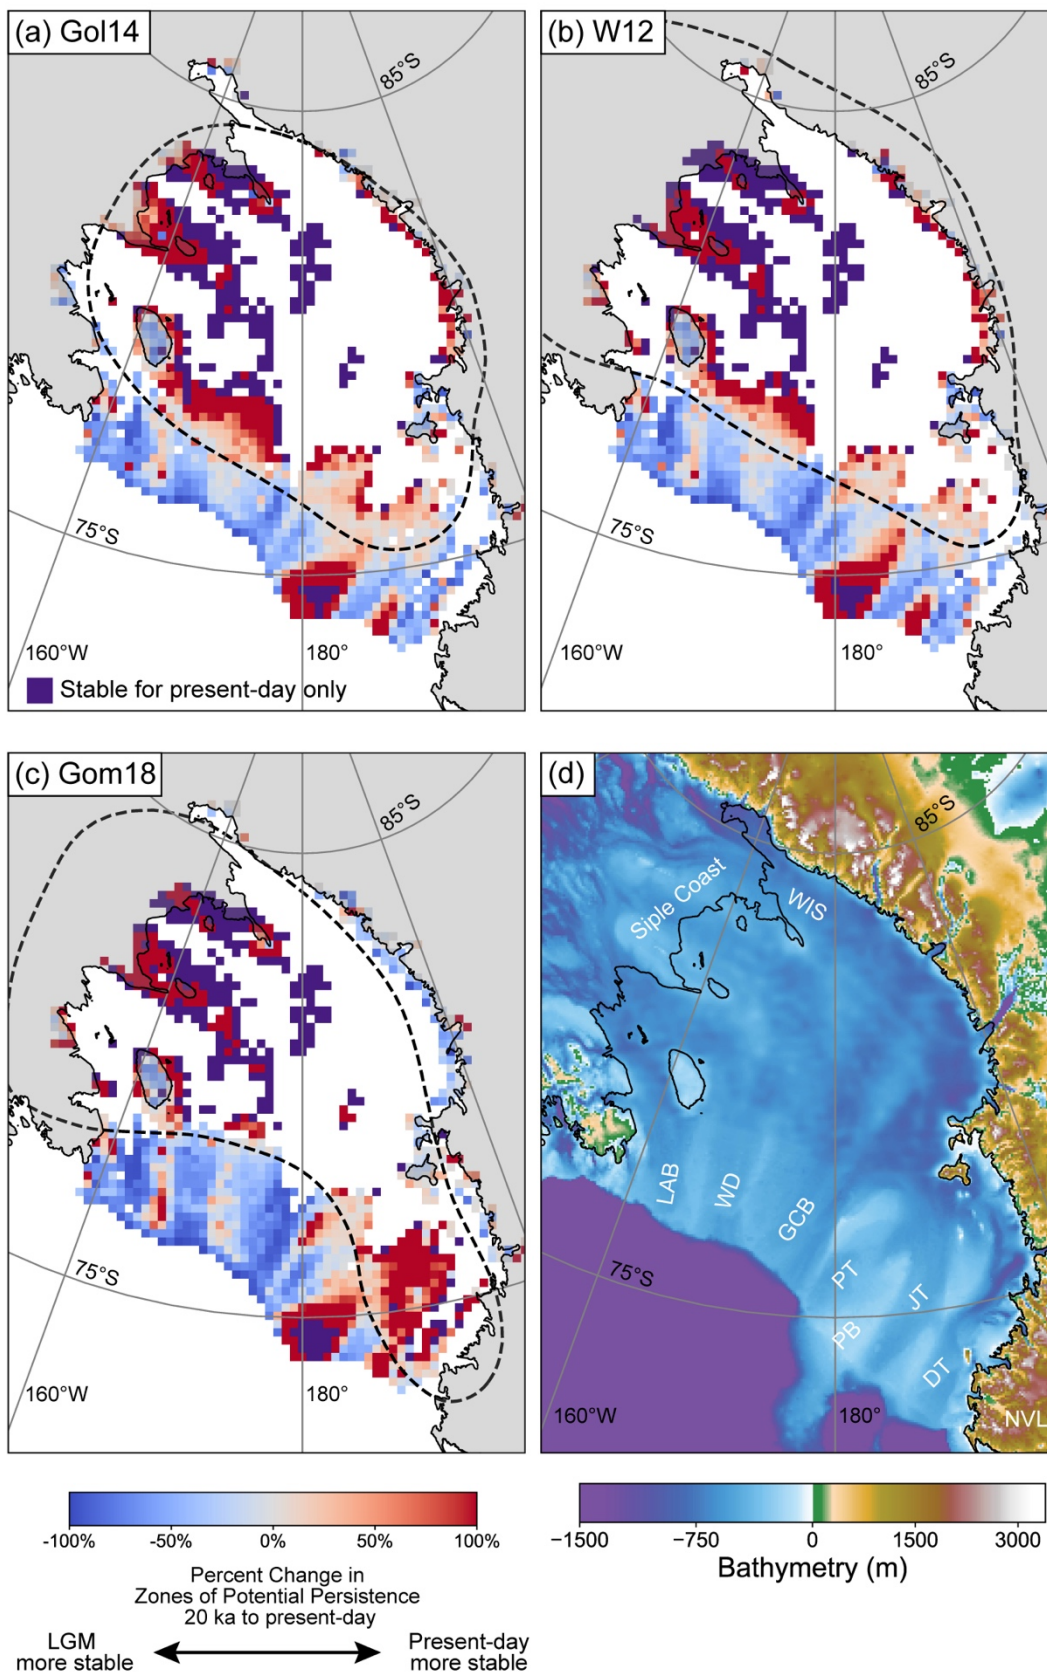 (a) Gol14
85°S
75°S
160°W
180°
Stable for present-day only
(b) W12
85°S
75°S
160°W
180°
(c) Gom18
85°S
75°S
160°W
180°
(d)
85°S
Siple Coast
WIS
LAB
WD
GCB
PT
JT
PB
DT
NVL
75°S
160°W
180°
-100%
-50%
0%
50%
100%
Percent Change in
Zones of Potential Persistence
20 ka to present-day
LGM
more stable
Present-day
more stable
−1500
−750
0
1500
3000
Bathymetry (m)